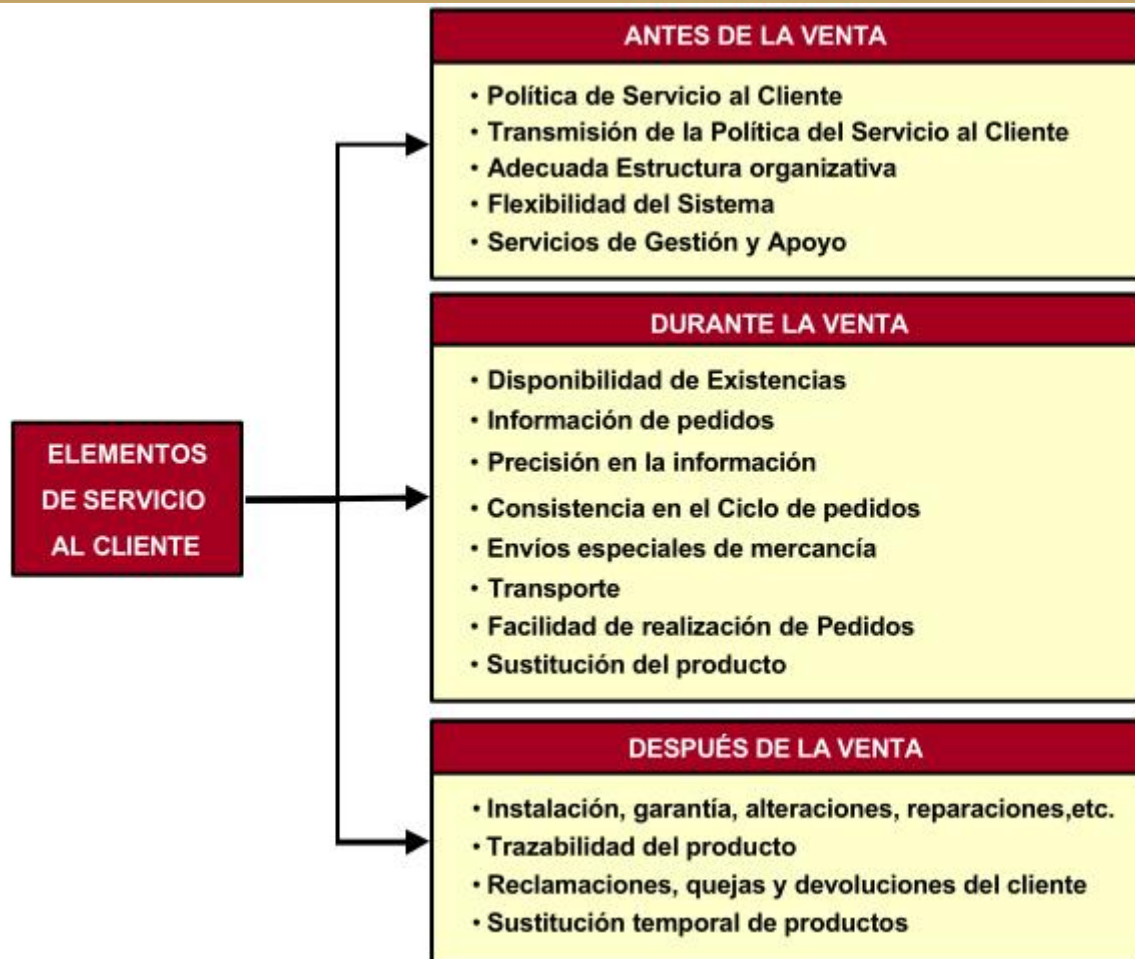 ELEMENTOS
DE SERVICIO
AL CLIENTE
ANTES DE LA VENTA
• Política de Servicio al Cliente
• Transmisión de la Política del Servicio al Cliente
• Adecuada Estructura organizativa
• Flexibilidad del Sistema
• Servicios de Gestión y Apoyo
DURANTE LA VENTA
• Disponibilidad de Existencias
• Información de pedidos
• Precisión en la información
• Consistencia en el Ciclo de pedidos
• Envíos especiales de mercancía
• Transporte
• Facilidad de realización de Pedidos
• Sustitución del producto
DESPUÉS DE LA VENTA
• Instalación, garantía, alteraciones, reparaciones,etc.
• Trazabilidad del producto
• Reclamaciones, quejas y devoluciones del cliente
• Sustitución temporal de productos